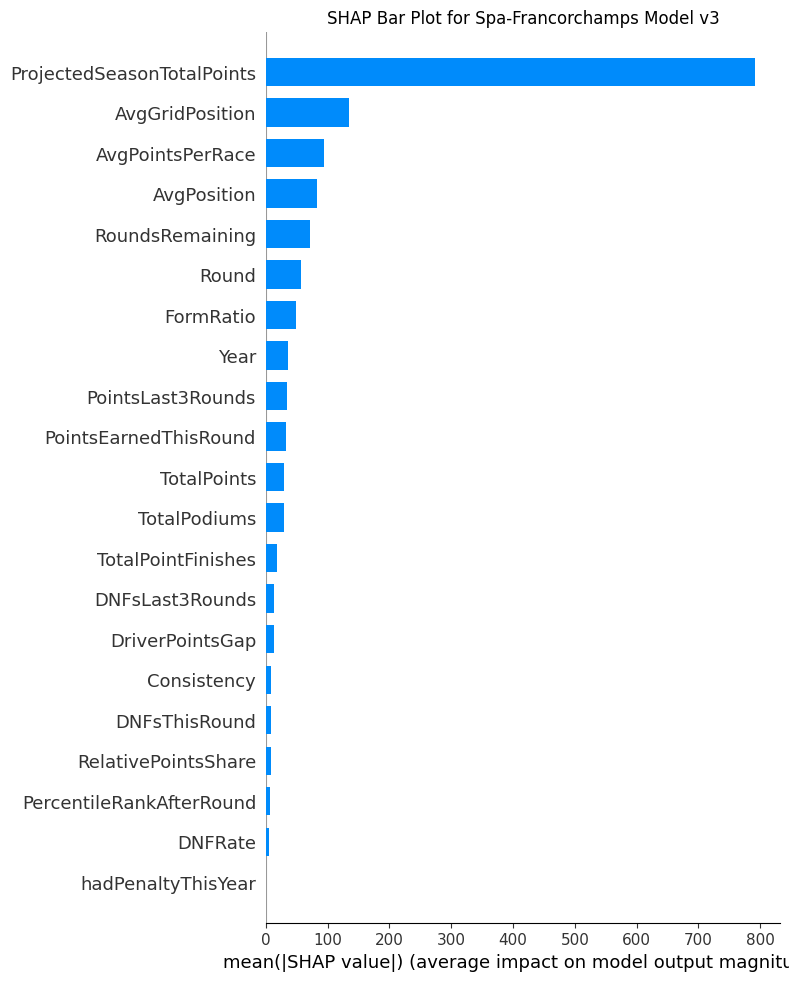 SHAP Bar Plot for Spa-Francorchamps Model v3
ProjectedSeasonTotalPoints
AvgGridPosition
AvgPointsPerRace
AvgPosition
RoundsRemaining
Round
FormRatio
Year
PointsLast3Rounds
PointsEarnedThisRound
TotalPoints
TotalPodiums
TotalPointFinishes
DNFsLast3Rounds
DriverPointsGap
Consistency
DNFsThisRound
RelativePointsShare
PercentileRankAfterRound
DNFRate
hadPenaltyThisYear
0 100 200 300 400 500 600 700 800
mean(|SHAP value|) (average impact on model output magnitu